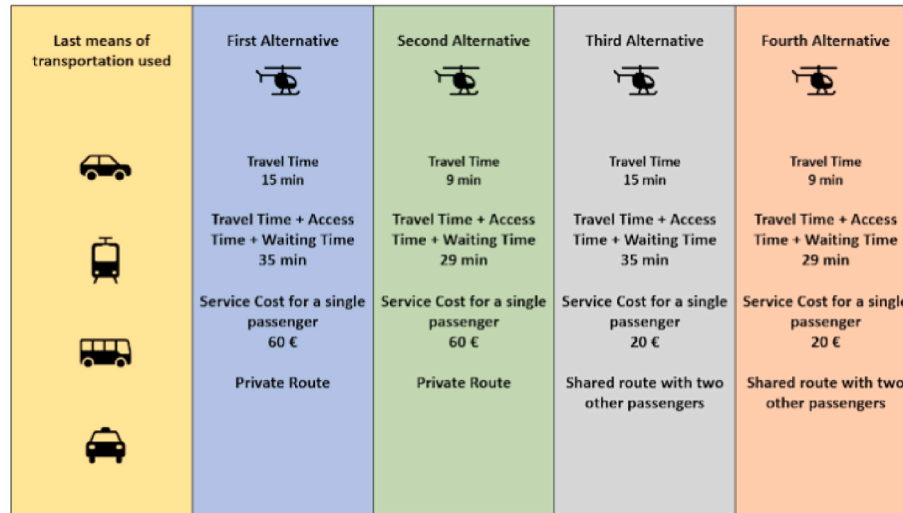 Last means of
transportation used
First Alternative
Travel Time
15 min
Travel Time + Access
Time + Waiting Time
35 min
Service Cost for a single
passenger
60 €
Private Route
Second Alternative
Travel Time
9 min
Travel Time + Access
Time + Waiting Time
29 min
Service Cost for a single
passenger
60 €
Private Route
Third Alternative
Travel Time
15 min
Travel Time + Access
Time + Waiting Time
35 min
Service Cost for a single
passenger
20 €
Shared route with two
other passengers
Fourth Alternative
Travel Time
9 min
Travel Time + Access
Time + Waiting Time
29 min
Service Cost for a single
passenger
20 €
Shared route with two
other passengers